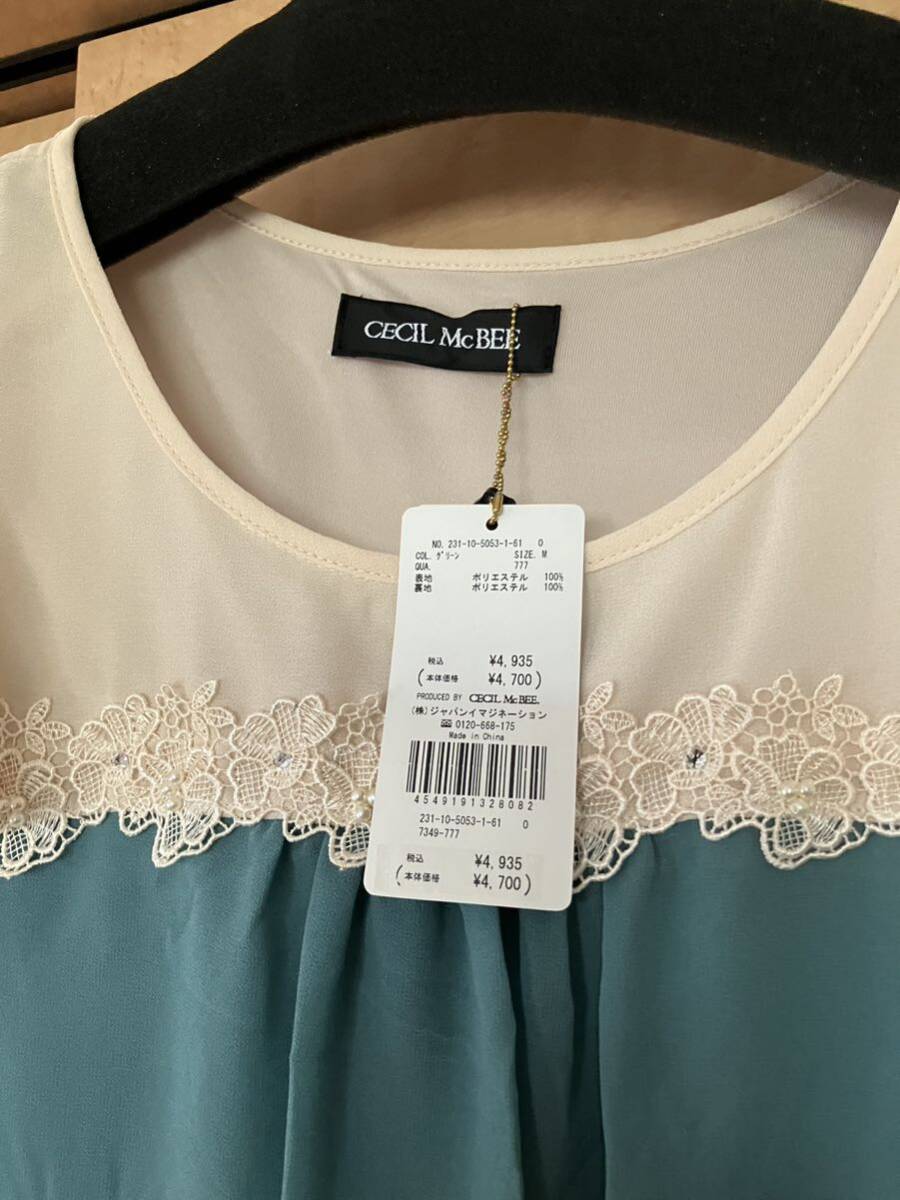 CECIL McBEE
NO. 231-10-5053-1-61 0
COL. グリーン SIZE. M
QUA. 777
表地 ポリエステル 100%
裏地 ポリエステル 100%
税込 ¥4,935
(本体価格 ¥4,700)
PRODUCED BY CECIL McBEE.
(株)ジャパンイマジネーション
0120-668-175
Made in China
4549191328082
231-10-5053-1-61 0
7349-777
税込 ¥4,935
(本体価格 ¥4,700)